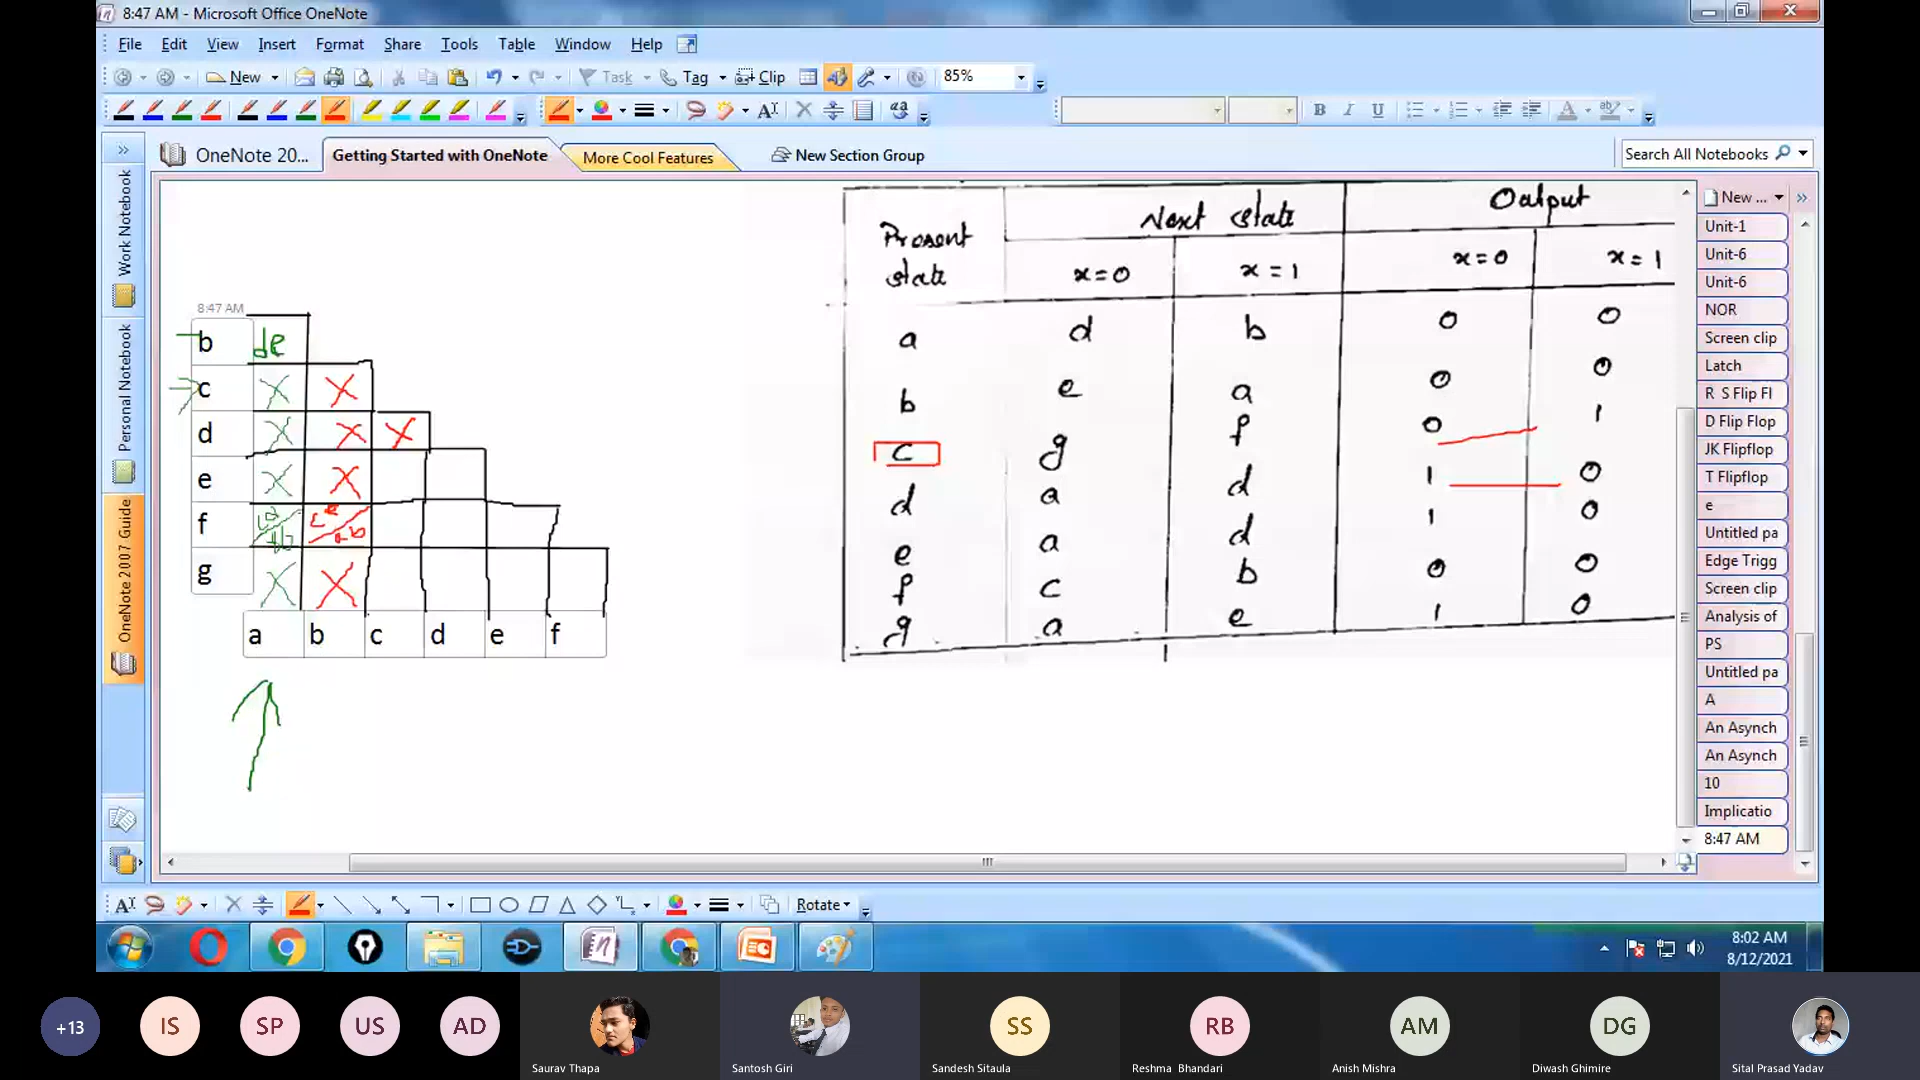 8:47 AM - Microsoft Office OneNote
File Edit View Insert Format Share Tools Table Window Help
New Task Tag Clip 85%
B I U A ab
OneNote 20... Getting Started with OneNote More Cool Features New Section Group Search All Notebooks
Work Notebook
Personal Notebook
OneNote 2007 Guide
8:47 AM
b de
c X X
d X X X
e X X
f ce ab
g X X
a b c d e f
Present state Next state Output
x=0 x=1 x=0 x=1
a d b 0 0
b e a 0 0
c g f 0 1
d a d 1 0
e a d 1 0
f c b 0 0
g a e 1 0
New ...
Unit-1
Unit-6
Unit-6
NOR
Screen clip
Latch
R S Flip Fl
D Flip Flop
JK Flipflop
T Flipflop
e
Untitled pa
Edge Trigg
Screen clip
Analysis of
PS
Untitled pa
A
An Asynch
An Asynch
10
Implicatio
8:47 AM
Rotate
8:02 AM
8/12/2021
+13 IS SP US AD SS RB AM DG
Saurav Thapa Santosh Giri Sandesh Sitaula Reshma Bhandari Anish Mishra Diwash Ghimire Sital Prasad Yadav